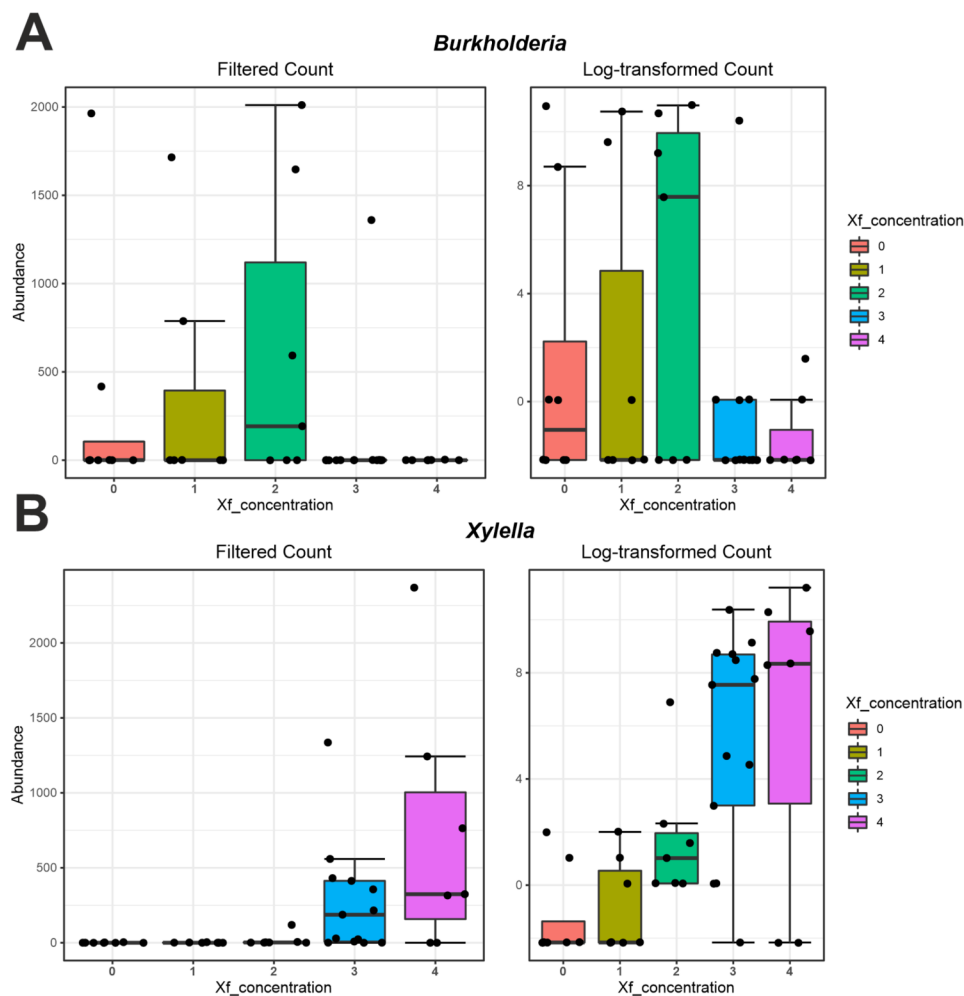 A
Burkholderia
Filtered Count
Log-transformed Count
2000
1500
1000
500
0
Abundance
0 1 2 3 4
Xf_concentration
8
4
0
0 1 2 3 4
Xf_concentration
Xf_concentration
0
1
2
3
4
B
Xylella
Filtered Count
Log-transformed Count
2000
1500
1000
500
0
Abundance
0 1 2 3 4
Xf_concentration
8
4
0
0 1 2 3 4
Xf_concentration
Xf_concentration
0
1
2
3
4